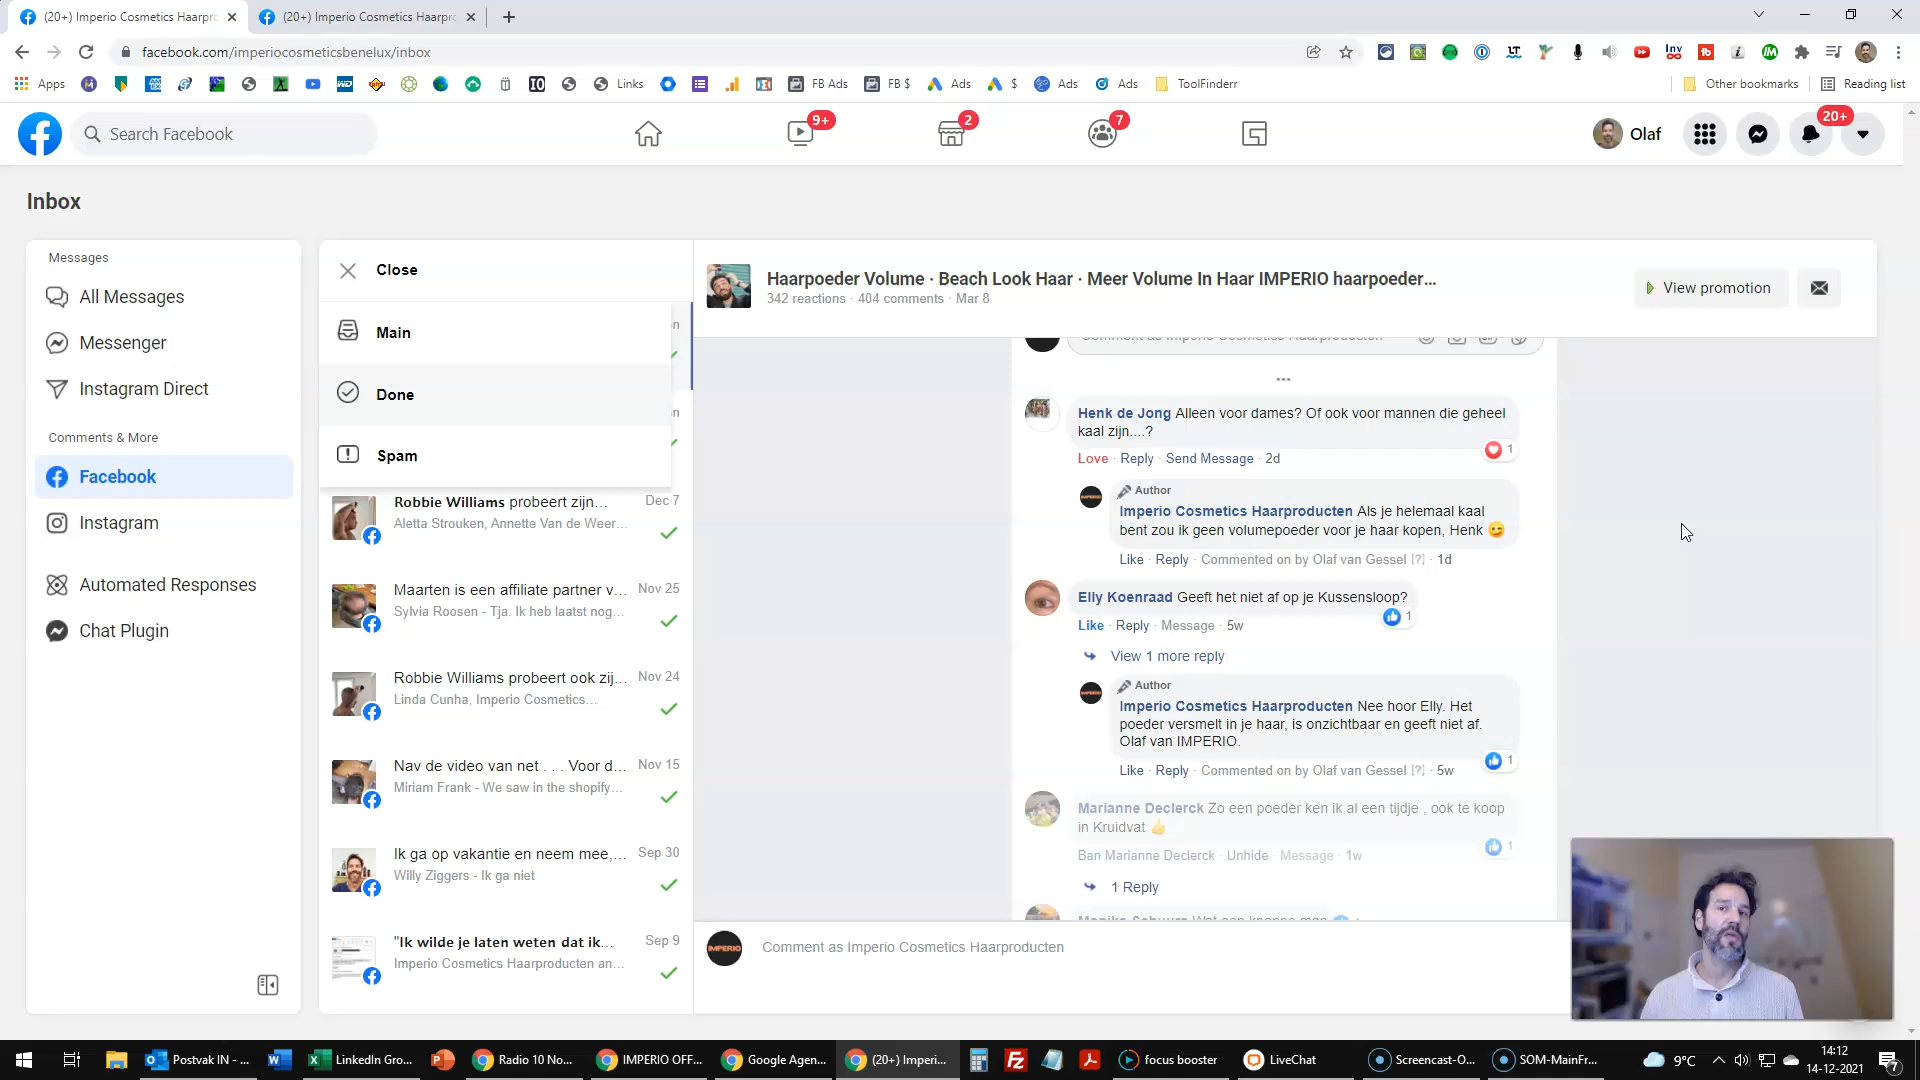 (20+) Imperio Cosmetics Haarpro
(20+) Imperio Cosmetics Haarpro
facebook.com/imperiocosmeticsbenelux/inbox
Apps
Links
FB Ads
FB $
Ads
$
Ads
Ads
ToolFinderr
Other bookmarks
Reading list
Search Facebook
9+
2
7
Olaf
20+
Inbox
Messages
All Messages
Messenger
Instagram Direct
Comments & More
Facebook
Instagram
Automated Responses
Chat Plugin
Close
Main
Done
Spam
Robbie Williams probeert zijn...
Dec 7
Aletta Strouken, Annette Van de Weer...
Maarten is een affiliate partner v...
Nov 25
Sylvia Roosen - Tja. Ik heb laatst nog...
Robbie Williams probeert ook zij...
Nov 24
Linda Cunha, Imperio Cosmetics...
Nav de video van net . . . Voor d...
Nov 15
Miriam Frank - We saw in the shopify...
Ik ga op vakantie en neem mee,...
Sep 30
Willy Ziggers - Ik ga niet
"Ik wilde je laten weten dat ik...
Sep 9
Imperio Cosmetics Haarproducten an...
Haarpoeder Volume · Beach Look Haar · Meer Volume In Haar IMPERIO haarpoeder...
342 reactions · 404 comments · Mar 8
View promotion
Comment as Imperio Cosmetics Haarproducten
Henk de Jong Alleen voor dames? Of ook voor mannen die geheel
kaal zijn....?
1
Love · Reply · Send Message · 2d
Author
Imperio Cosmetics Haarproducten Als je helemaal kaal
bent zou ik geen volumepoeder voor je haar kopen, Henk 😉
Like · Reply · Commented on by Olaf van Gessel [?] · 1d
Elly Koenraad Geeft het niet af op je Kussensloop?
1
Like · Reply · Message · 5w
View 1 more reply
Author
Imperio Cosmetics Haarproducten Nee hoor Elly. Het
poeder versmelt in je haar, is onzichtbaar en geeft niet af.
Olaf van IMPERIO.
1
Like · Reply · Commented on by Olaf van Gessel [?] · 5w
Marianne Declerck Zo een poeder ken ik al een tijdje , ook te koop
in Kruidvat 👍
1
Ban Marianne Declerck · Unhide · Message · 1w
1 Reply
Monika Schuurs Wat een knappe man
IMPERIO
Comment as Imperio Cosmetics Haarproducten
Postvak IN - ...
LinkedIn Gro...
Radio 10 No...
IMPERIO OFF...
Google Agen...
(20+) Imperi...
focus booster
LiveChat
Screencast-O...
SOM-MainFr...
9°C
14:12
14-12-2021
7